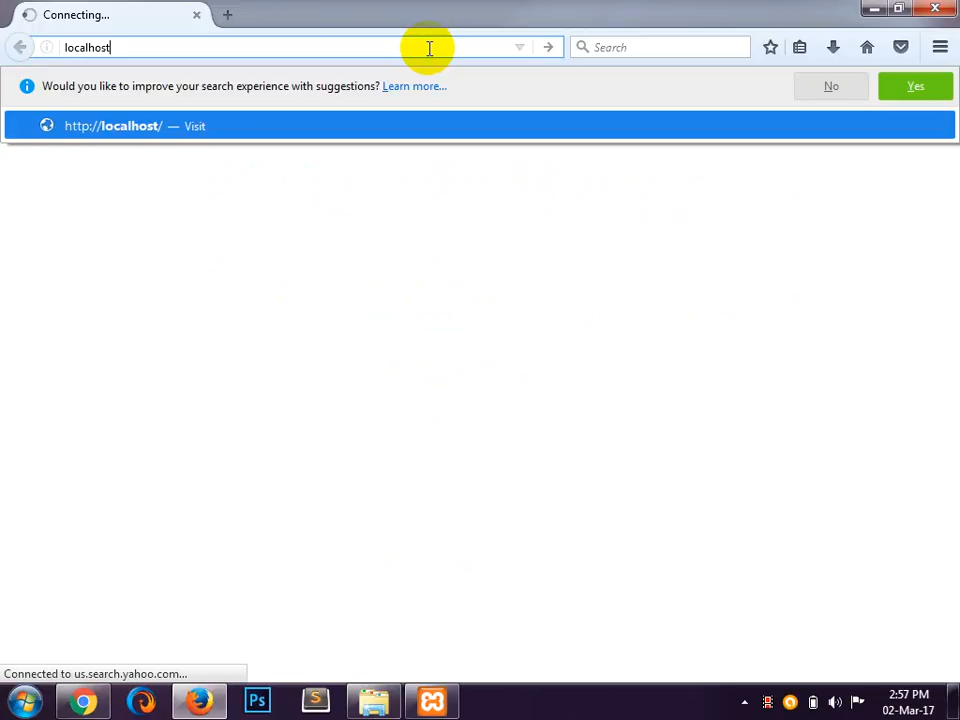 Connecting...
localhost
Search
Would you like to improve your search experience with suggestions? Learn more...
No
Yes
http://localhost/ — Visit
Connected to us.search.yahoo.com...
Ps
S
2:57 PM
02-Mar-17